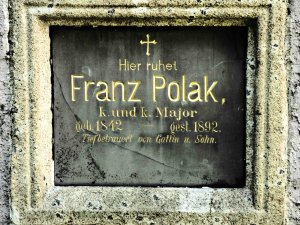 Hier ruhet
Franz Polak,
k. und k. Major
geb. 1842 — gest. 1892.
Tiefbetrauert von Gattin u. Sohn.